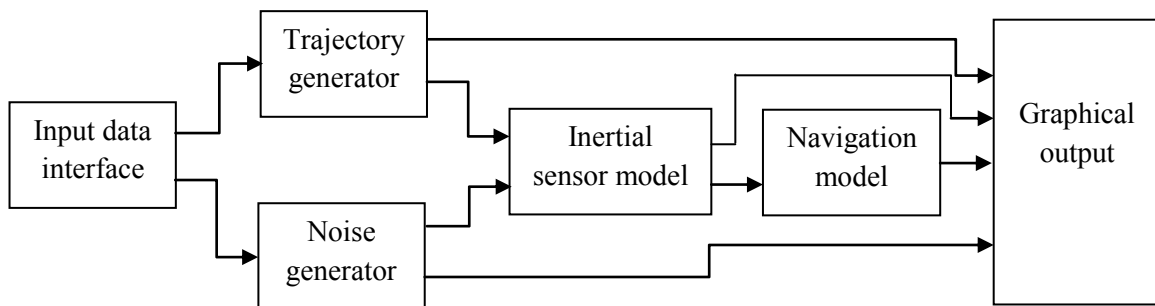 Input data
interface
Trajectory
generator
Noise
generator
Inertial
sensor model
Navigation
model
Graphical
output